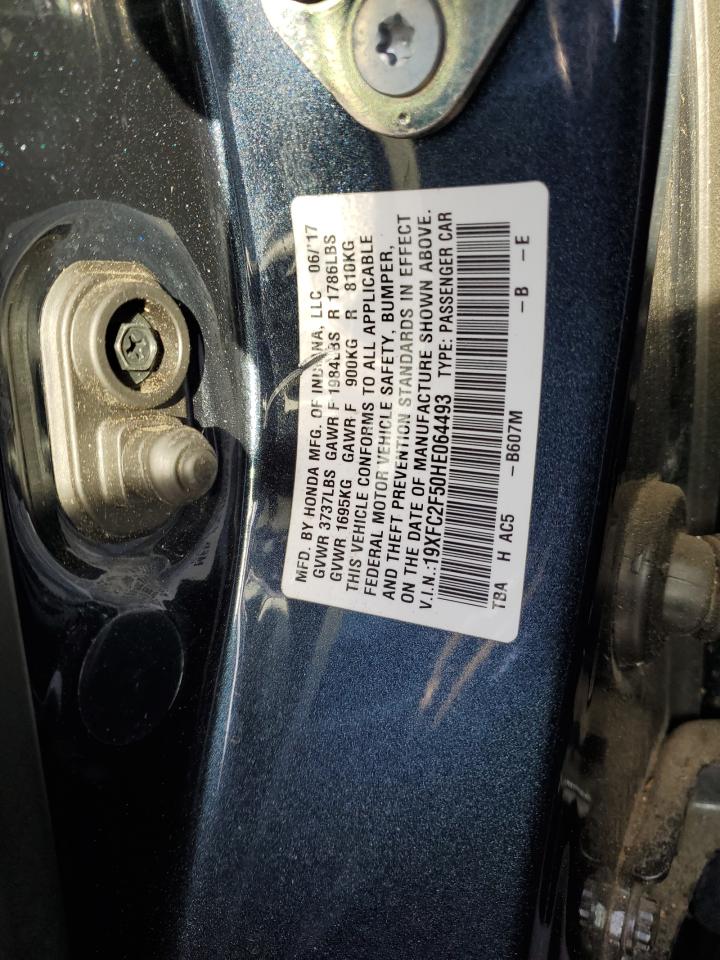 MFD. BY HONDA MFG. OF INDIANA, LLC 06/'17
GVWR 3737LBS GAWR F 1984LBS R 1786LBS
GVWR 1695KG GAWR F 900KG R 810KG
THIS VEHICLE CONFORMS TO ALL APPLICABLE
FEDERAL MOTOR VEHICLE SAFETY, BUMPER,
AND THEFT PREVENTION STANDARDS IN EFFECT
ON THE DATE OF MANUFACTURE SHOWN ABOVE.
V.I.N.:19XFC2F50HE064493 TYPE: PASSENGER CAR
TBA H AC5 – B607M – B – E